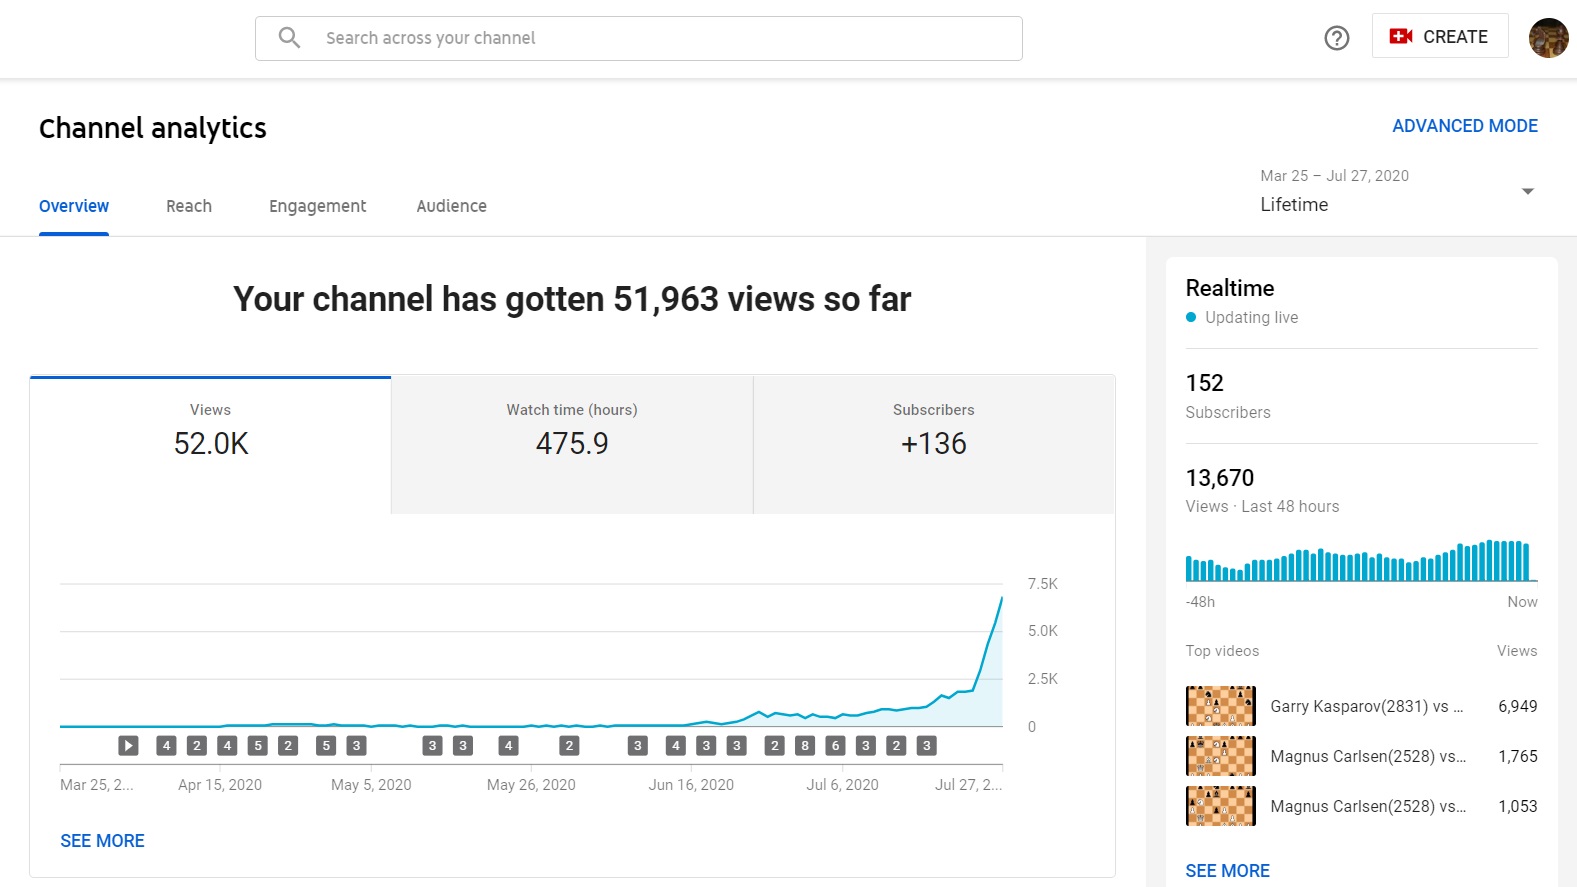 Search across your channel
CREATE
Channel analytics
ADVANCED MODE
Overview
Reach
Engagement
Audience
Mar 25 – Jul 27, 2020
Lifetime
Your channel has gotten 51,963 views so far
Views
52.0K
Watch time (hours)
475.9
Subscribers
+136
7.5K
5.0K
2.5K
0
4 2 4 5 2 5 3 3 3 4 2 3 4 3 3 2 8 6 3 2 3
Mar 25, 2... Apr 15, 2020 May 5, 2020 May 26, 2020 Jun 16, 2020 Jul 6, 2020 Jul 27, 2...
SEE MORE
Realtime
Updating live
152
Subscribers
13,670
Views · Last 48 hours
-48h Now
Top videos Views
Garry Kasparov(2831) vs ... 6,949
Magnus Carlsen(2528) vs... 1,765
Magnus Carlsen(2528) vs... 1,053
SEE MORE